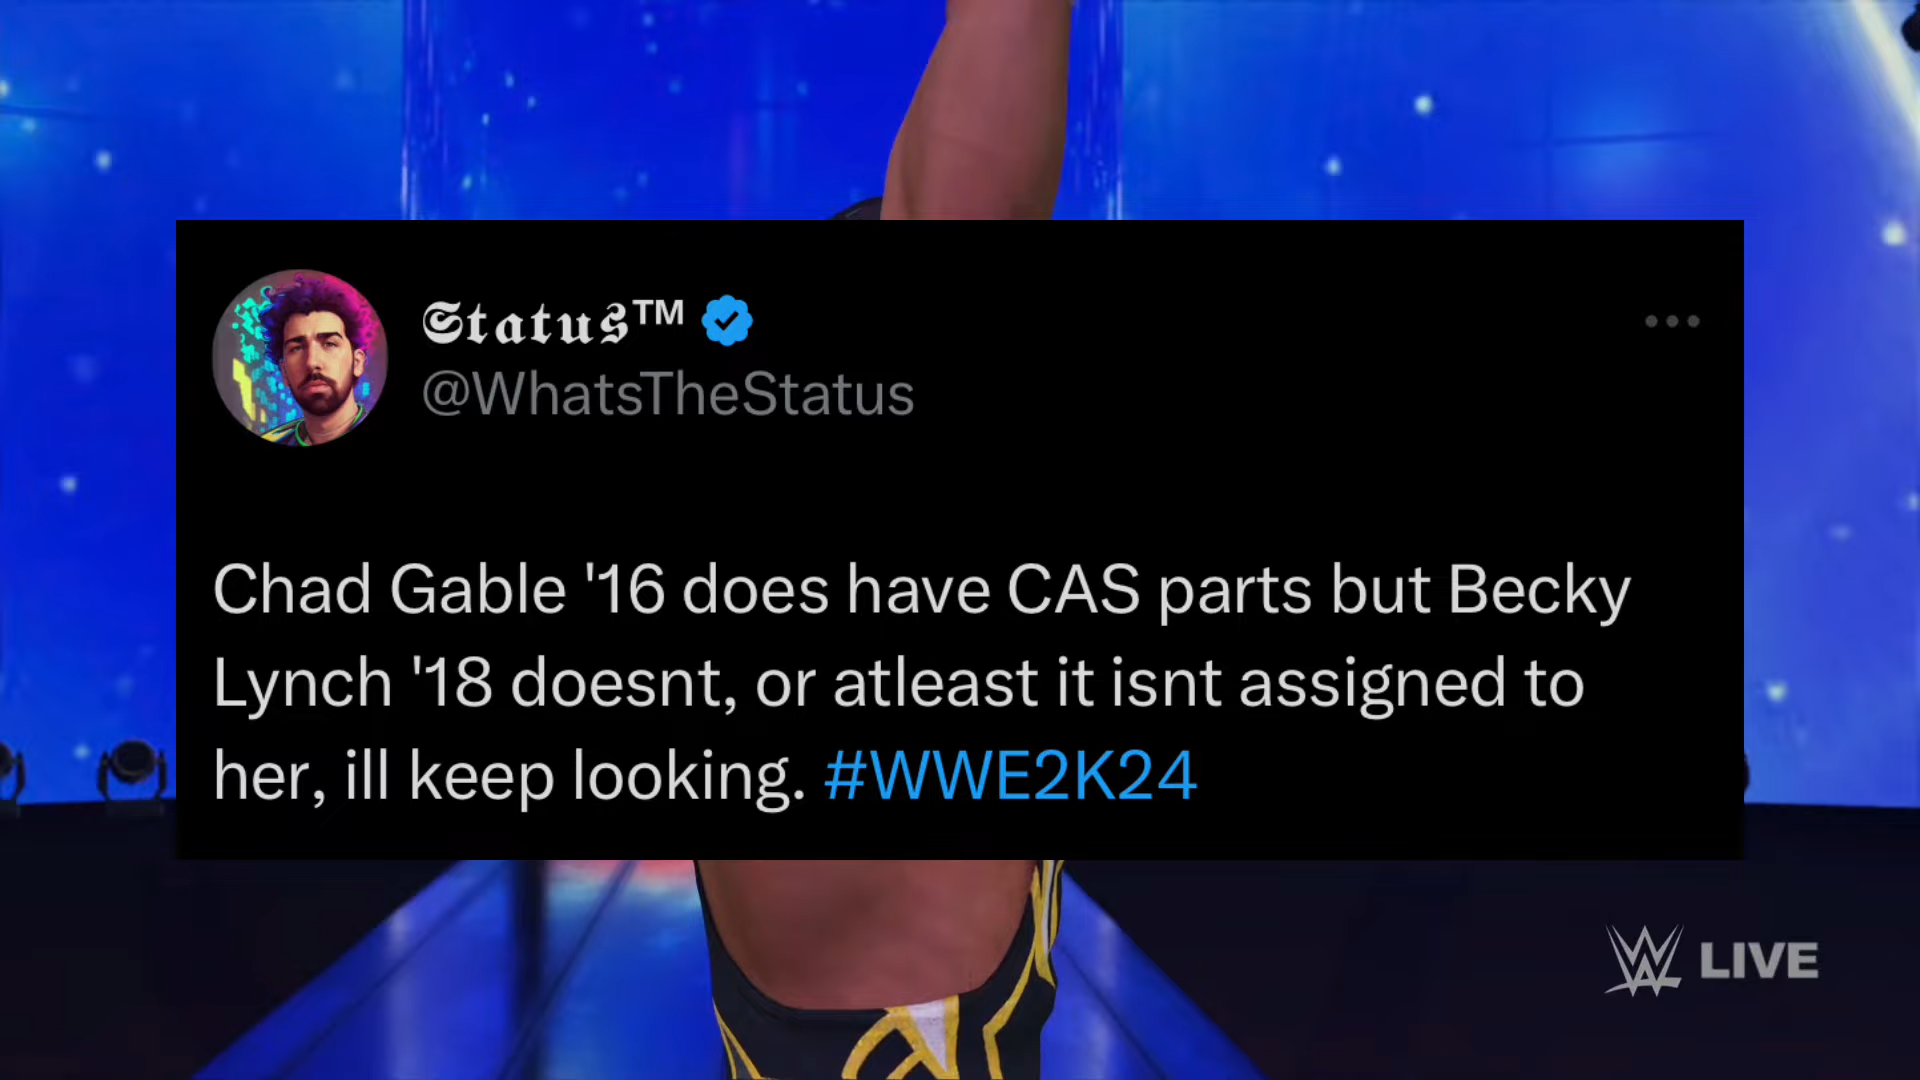 Status™
@WhatsTheStatus
Chad Gable '16 does have CAS parts but Becky
Lynch '18 doesnt, or atleast it isnt assigned to
her, ill keep looking. #WWE2K24
W LIVE